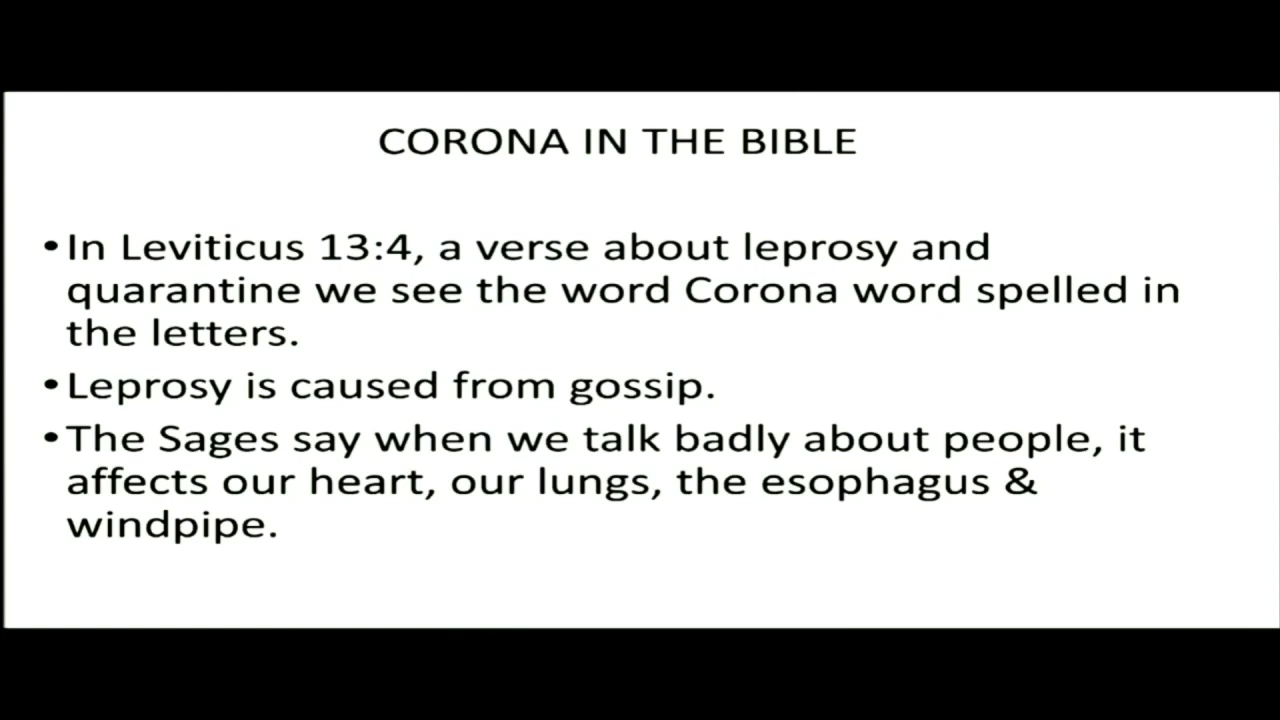 CORONA IN THE BIBLE
•In Leviticus 13:4, a verse about leprosy and
quarantine we see the word Corona word spelled in
the letters.
•Leprosy is caused from gossip.
•The Sages say when we talk badly about people, it
affects our heart, our lungs, the esophagus &
windpipe.